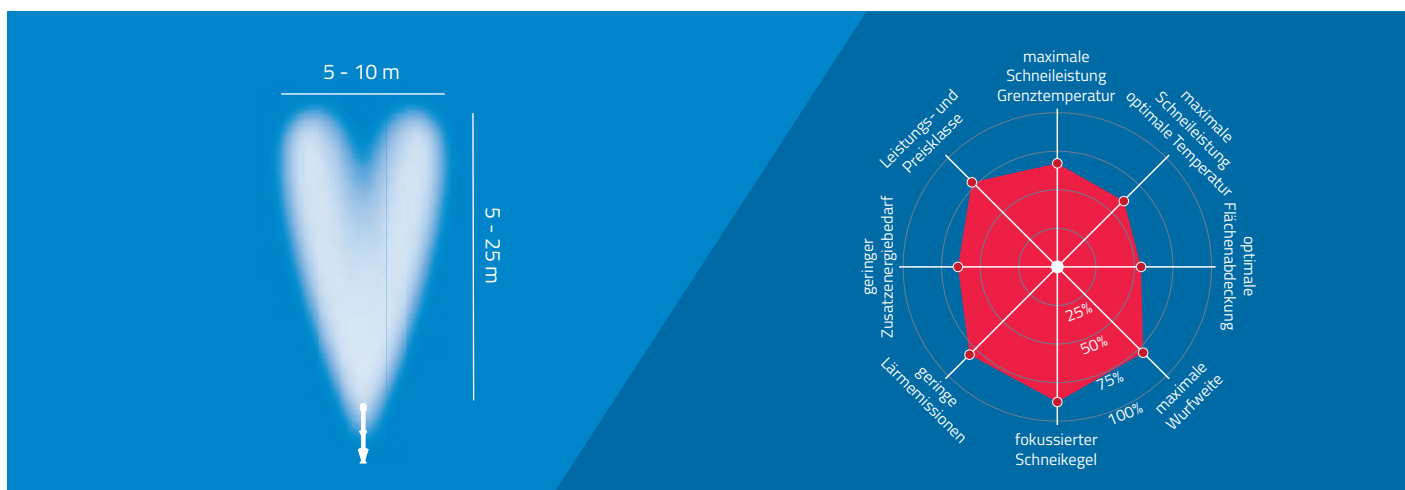 5 - 10 m
5 - 25 m
maximale
Schneileistung
Grenztemperatur
maximale
Schneileistung
optimale Temperatur
optimale
Flächenabdeckung
maximale
Wurfweite
fokussierter
Schneikegel
geringe
Lärmemissionen
geringer
Zusatzenergiebedarf
Leistungs- und
Preisklasse
25%
50%
75%
100%